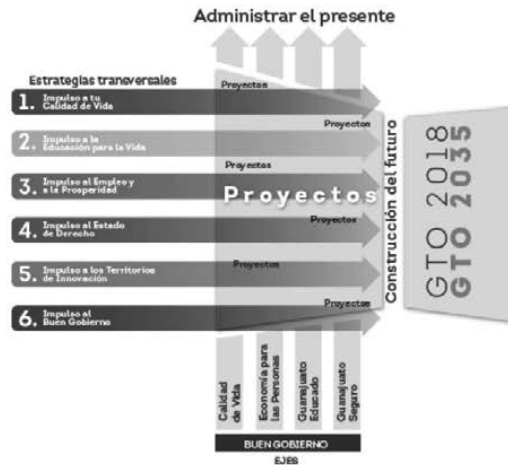 Administrar el presente
Estrategias transversales
1. Impulso a tu
Calidad de Vida
2. Impulso a la
Educación para la Vida
3. Impulso al Empleo y
a la Prosperidad
4. Impulso al Estado
de Derecho
5. Impulso a los Territorios
de Innovación
6. Impulso al
Buen Gobierno
Proyectos
Proyectos
Proyectos
Proyectos
Proyectos
Proyectos
Proyectos
Construcción del futuro
GTO 2018
GTO 2035
Calidad
de Vida
Economía para
las Personas
Guanajuato
Educado
Guanajuato
Seguro
BUEN GOBIERNO
EJES